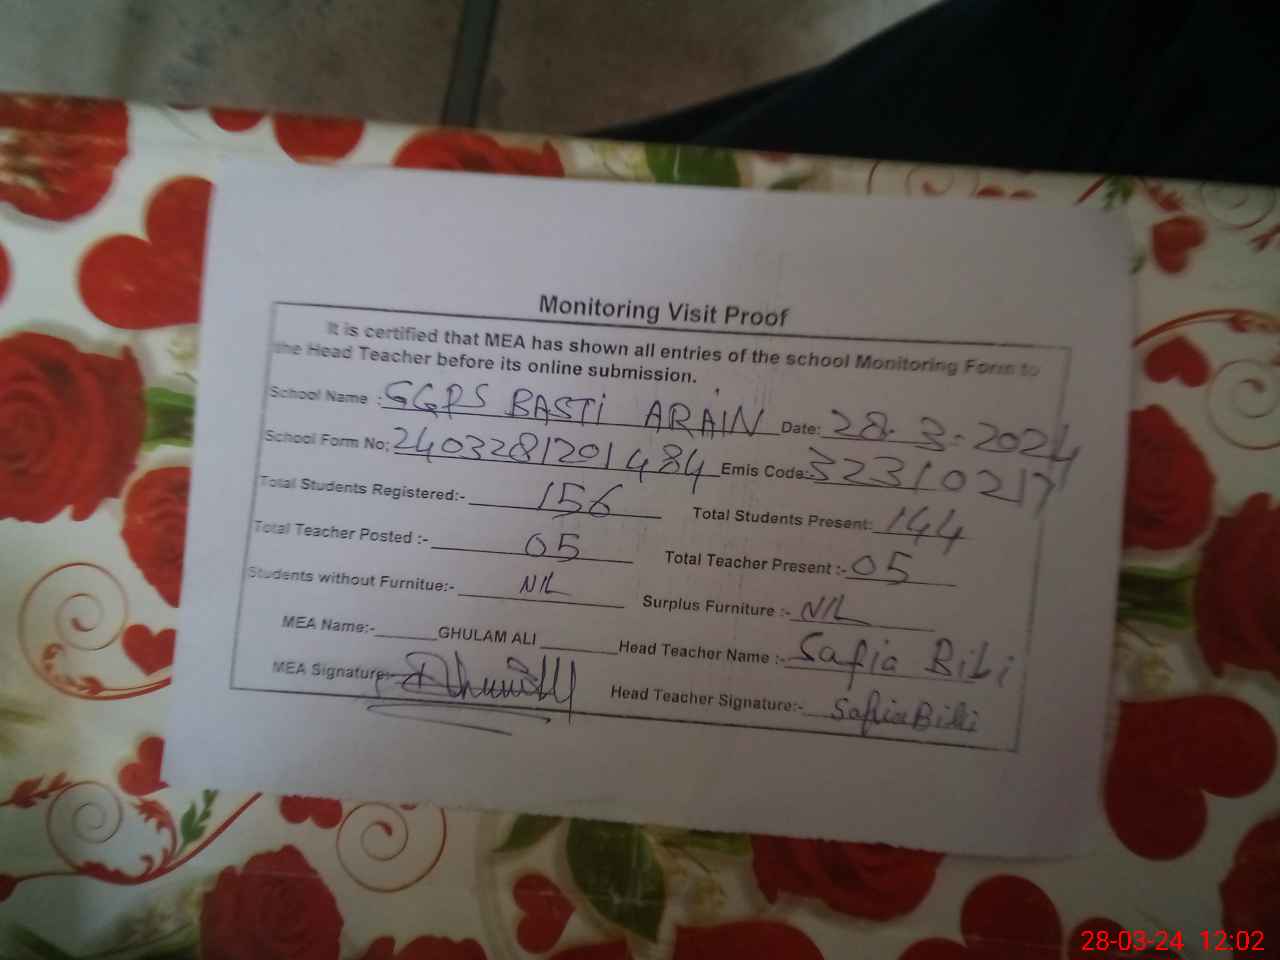 Monitoring Visit Proof
It is certified that MEA has shown all entries of the school Monitoring Form to
the Head Teacher before its online submission.
School Name :GGPS BASTI ARAIN Date: 28.3.2024
School Form No; 2403281201484 Emis Code:-32310217
Total Students Registered:- 156 Total Students Present: 144
Total Teacher Posted :- 05 Total Teacher Present :- 05
Students without Furnitue:- NIL Surplus Furniture :- NIL
MEA Name:- GHULAM ALI Head Teacher Name :- Safia BiBi
MEA Signature:- Head Teacher Signature:- Safia Bibi
28-03-24 12:02